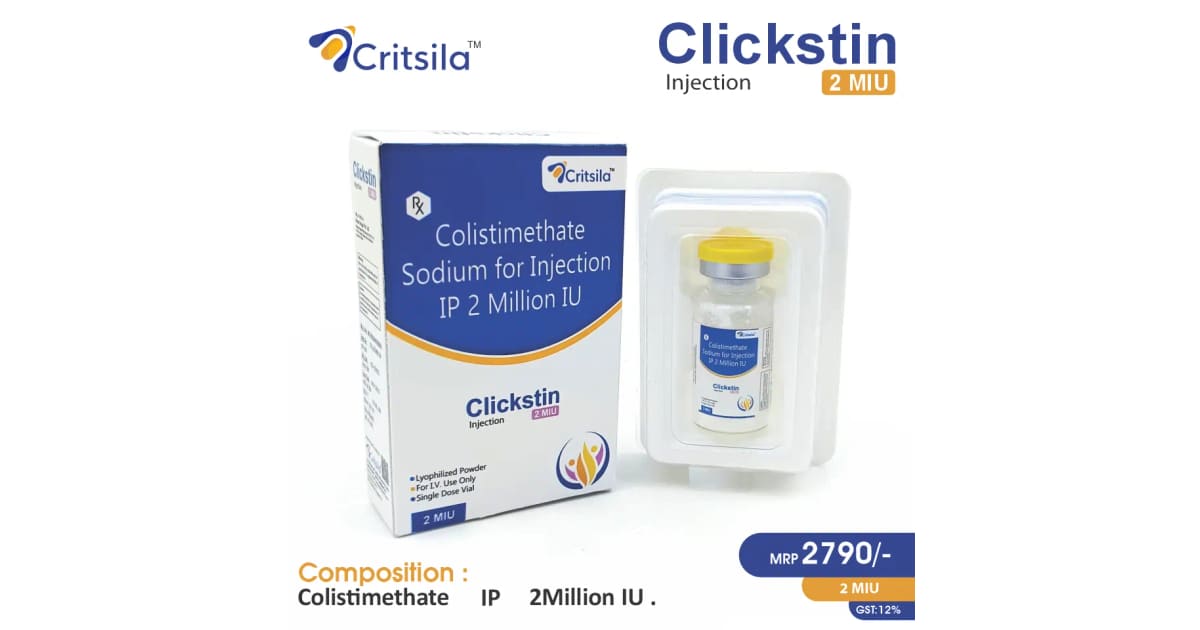 Critsila™
Clickstin
Injection 2 MIU
Clickstin
Critsila™
RX
Colistimethate
Sodium for Injection
IP 2 Million IU
Clickstin
Injection 2 MIU
Lyophilized Powder
For I.V. Use Only
Single Dose Vial
2 MIU
Critsila
Colistimethate
Sodium for Injection
IP 2 Million IU
Clickstin
MRP 2790/-
2 MIU
GST:12%
Composition :
Colistimethate IP 2Million IU .